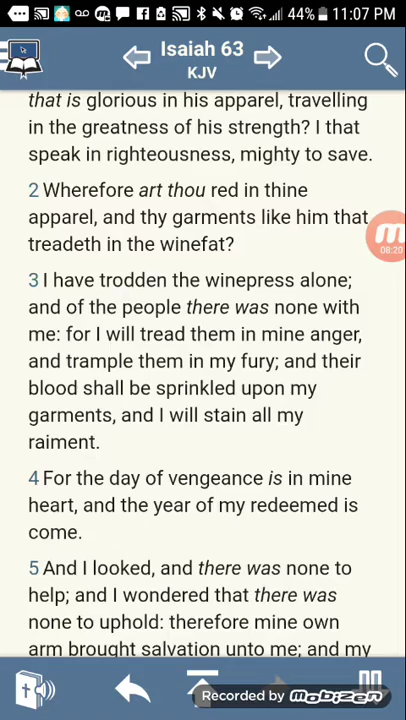 44% 11:07 PM
Isaiah 63
KJV
that is glorious in his apparel, travelling
in the greatness of his strength? I that
speak in righteousness, mighty to save.
2 Wherefore art thou red in thine
apparel, and thy garments like him that
treadeth in the winefat?
08:20
3 I have trodden the winepress alone;
and of the people there was none with
me: for I will tread them in mine anger,
and trample them in my fury; and their
blood shall be sprinkled upon my
garments, and I will stain all my
raiment.
4 For the day of vengeance is in mine
heart, and the year of my redeemed is
come.
5 And I looked, and there was none to
help; and I wondered that there was
none to uphold: therefore mine own
arm brought salvation unto me; and my
Recorded by Mobizen